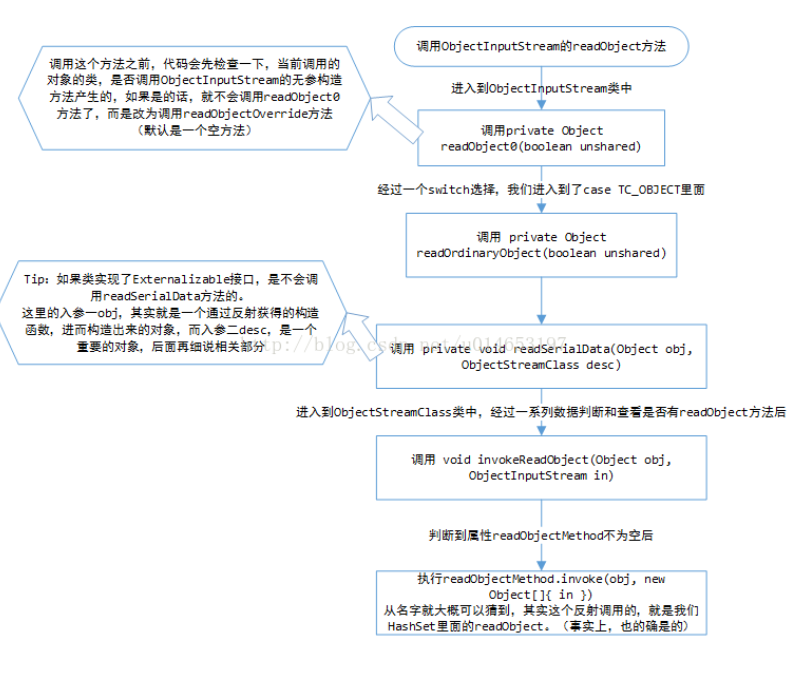 调用ObjectInputStream的readObject方法
调用这个方法之前，代码会先检查一下，当前调用的
对象的类，是否调用ObjectInputStream的无参构造
方法产生的，如果是的话，就不会调用readObject0
方法了，而是改为调用readObjectOverride方法
（默认是一个空方法）
进入到ObjectInputStream类中
调用private Object
readObject0(boolean unshared)
经过一个switch选择，我们进入到了case TC_OBJECT里面
调用 private Object
readOrdinaryObject(boolean unshared)
Tip：如果类实现了Externalizable接口，是不会调
用readSerialData方法的。
这里的入参一obj，其实就是一个通过反射获得的构造
函数，进而构造出来的对象，而入参二desc，是一个
重要的对象，后面再细说相关部分
http://blog.csdn.net/u014653197
调用 private void readSerialData(Object obj,
ObjectStreamClass desc)
进入到ObjectStreamClass类中，经过一系列数据判断和查看是否有readObject方法后
调用 void invokeReadObject(Object obj,
ObjectInputStream in)
判断到属性readObjectMethod不为空后
执行readObjectMethod.invoke(obj, new
Object[]{ in })
从名字就大概可以猜到，其实这个反射调用的，就是我们
HashSet里面的readObject。（事实上，也的确是的）